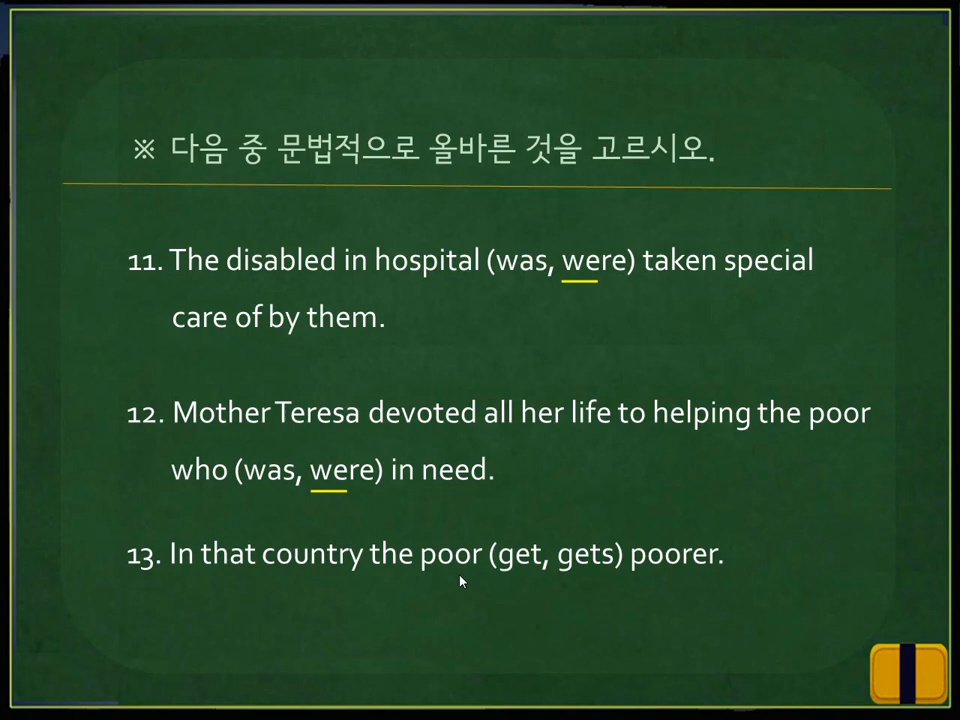 ※ 다음 중 문법적으로 올바른 것을 고르시오.
11. The disabled in hospital (was, were) taken special
care of by them.
12. Mother Teresa devoted all her life to helping the poor
who (was, were) in need.
13. In that country the poor (get, gets) poorer.